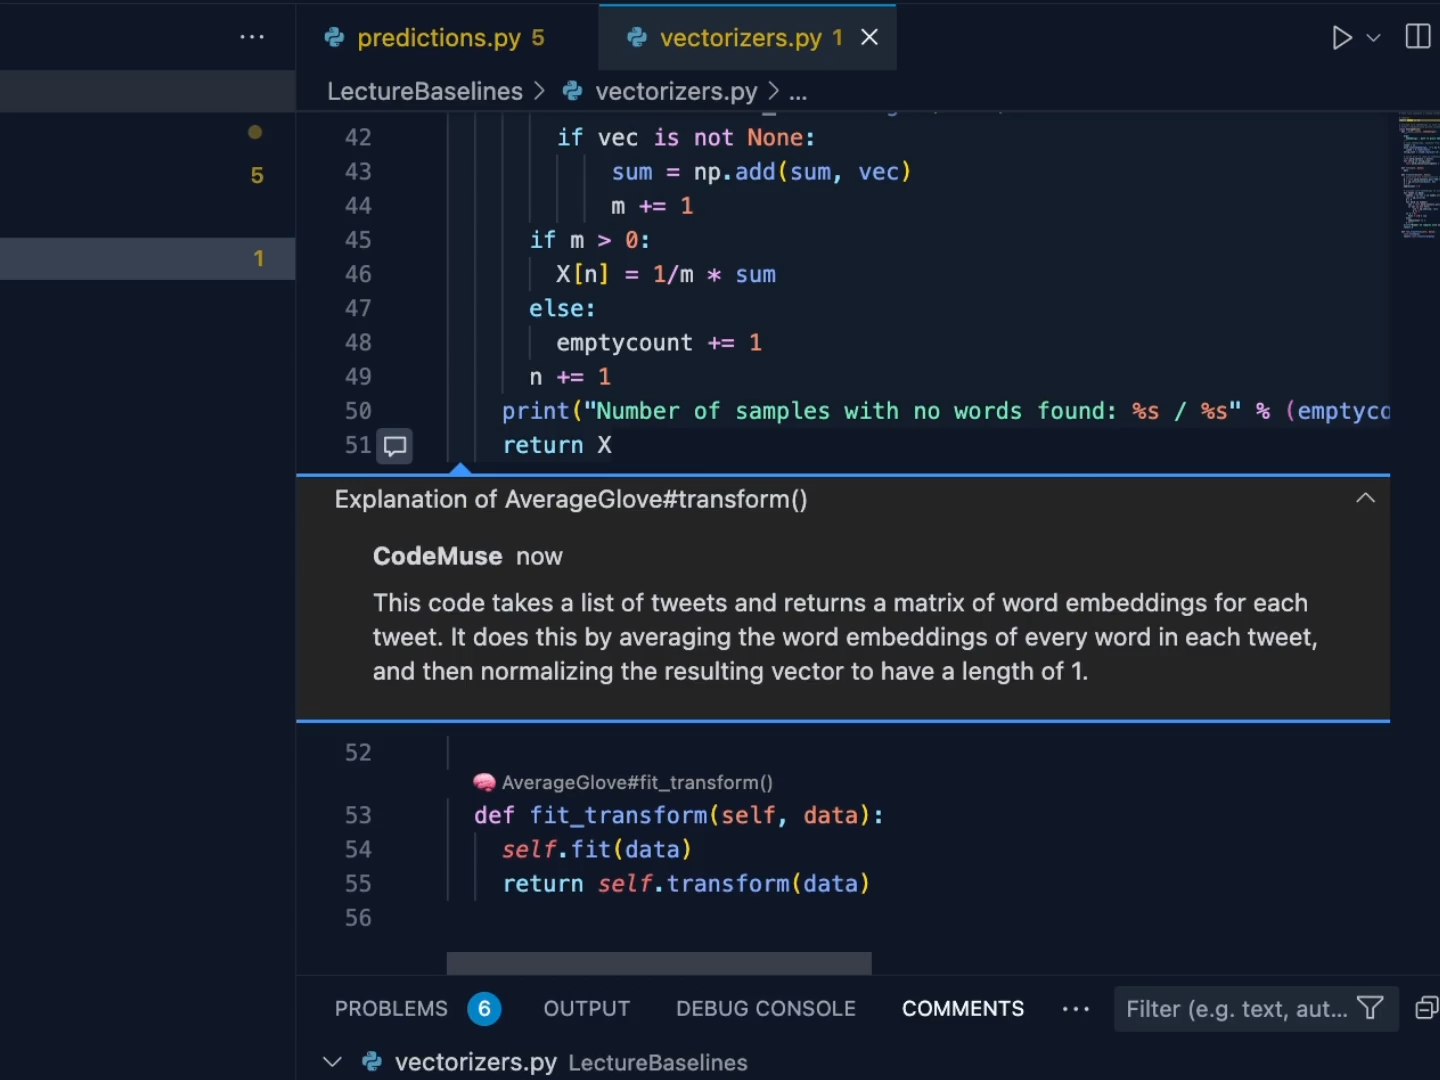 predictions.py 5
vectorizers.py 1
LectureBaselines > vectorizers.py > ...
5
1
42 if vec is not None:
43 sum = np.add(sum, vec)
44 m += 1
45 if m > 0:
46 X[n] = 1/m * sum
47 else:
48 emptycount += 1
49 n += 1
50 print("Number of samples with no words found: %s / %s" % (emptyco
51 return X
Explanation of AverageGlove#transform()
CodeMuse now
This code takes a list of tweets and returns a matrix of word embeddings for each
tweet. It does this by averaging the word embeddings of every word in each tweet,
and then normalizing the resulting vector to have a length of 1.
52
AverageGlove#fit_transform()
53 def fit_transform(self, data):
54 self.fit(data)
55 return self.transform(data)
56
PROBLEMS 6 OUTPUT DEBUG CONSOLE COMMENTS ... Filter (e.g. text, aut...
vectorizers.py LectureBaselines